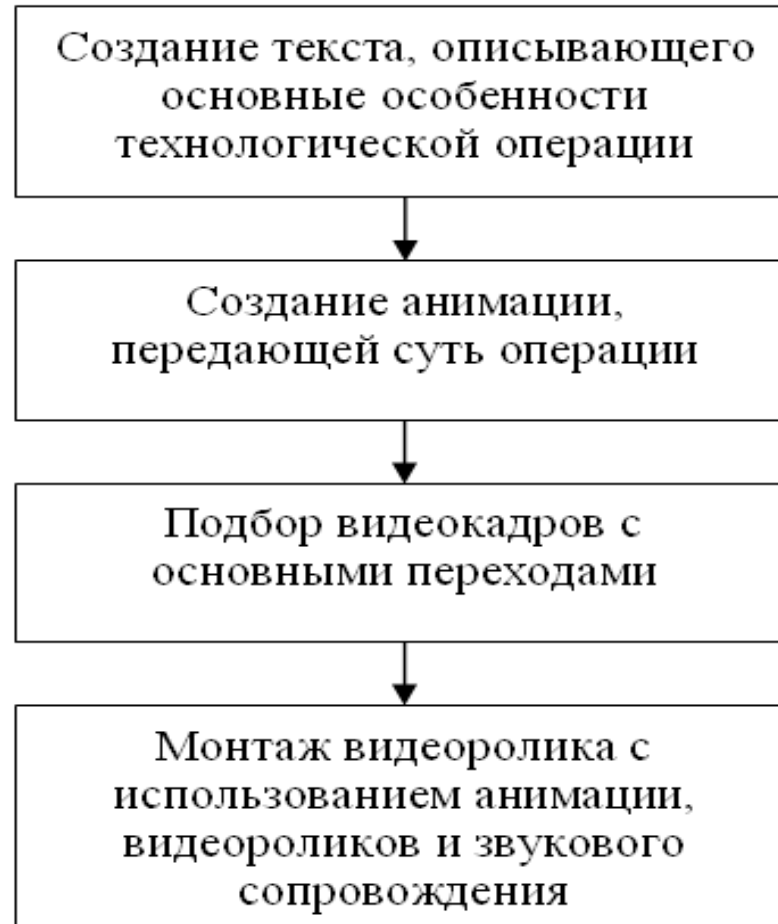 Создание текста, описывающего
основные особенности
технологической операции
Создание анимации,
передающей суть операции
Подбор видеокадров с
основными переходами
Монтаж видеоролика с
использованием анимации,
видеороликов и звукового
сопровождения